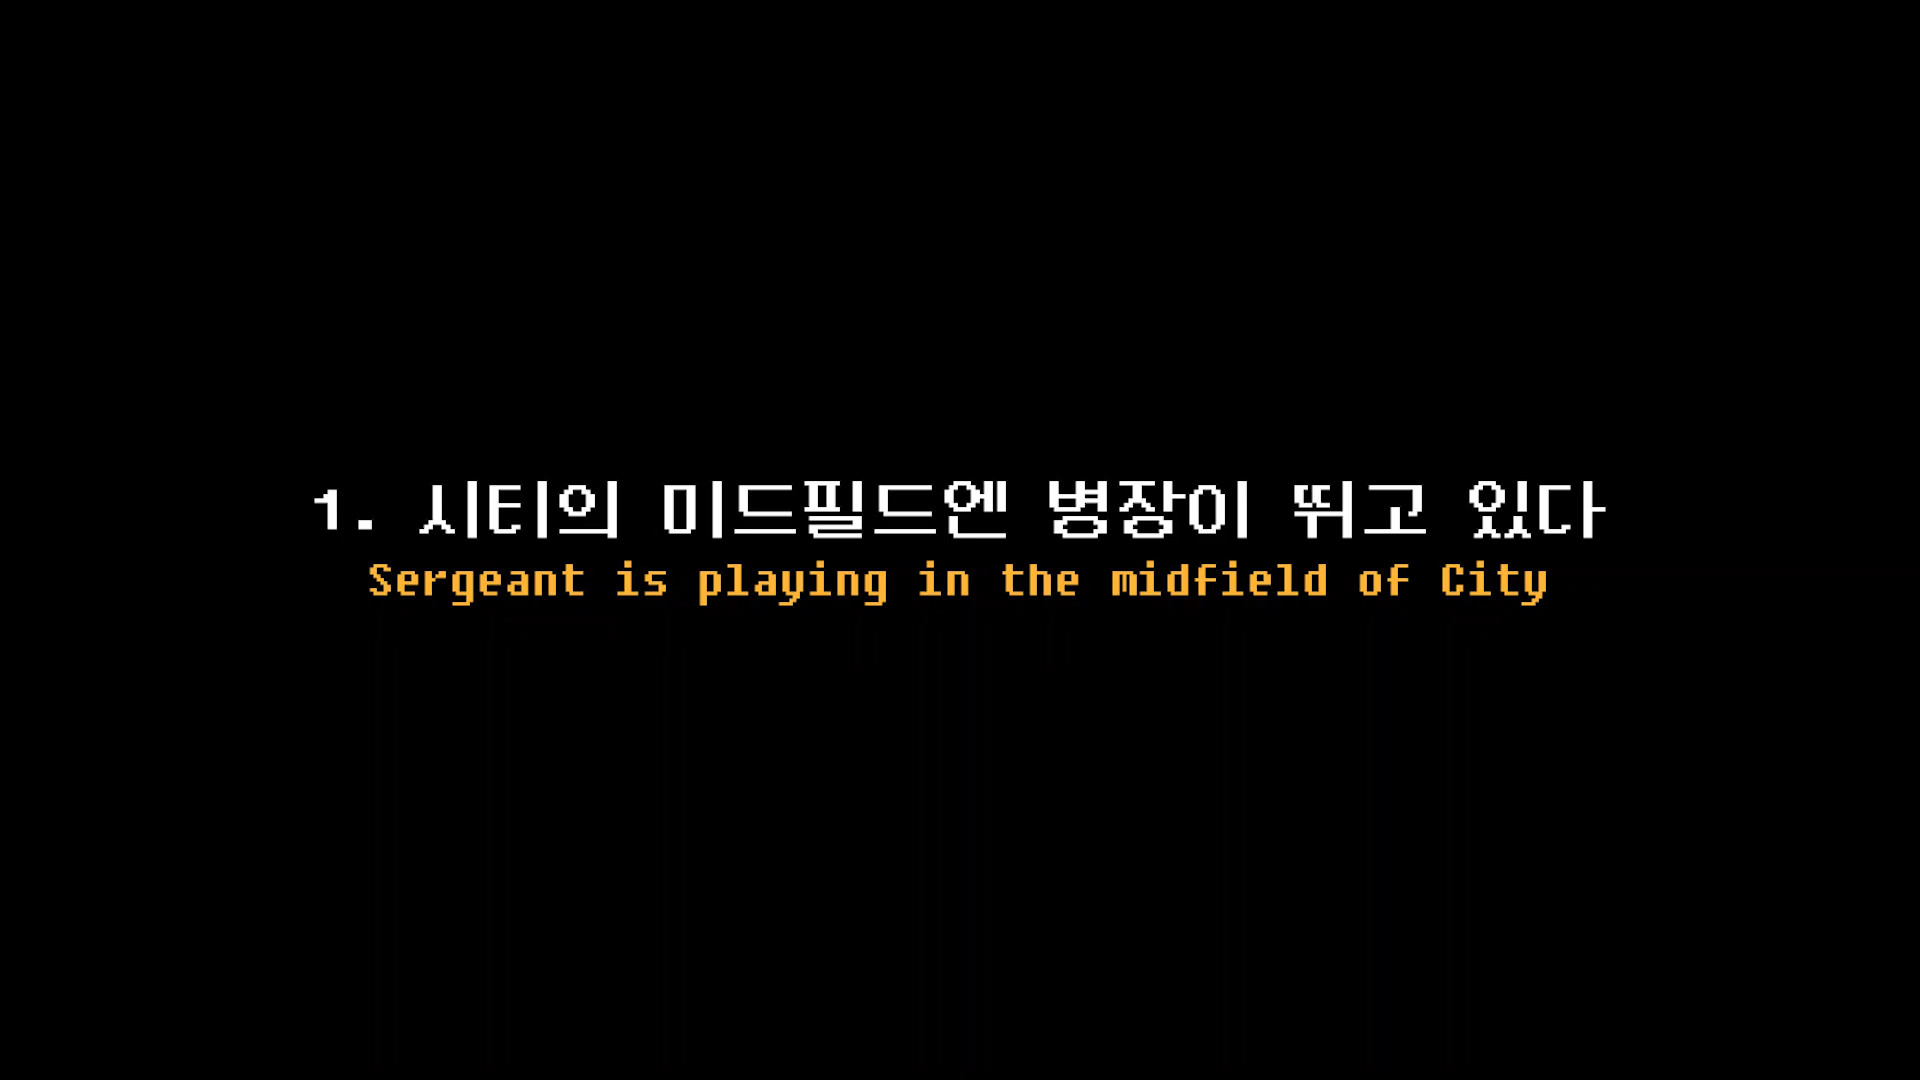 1. 시티의 미드필드엔 병장이 뛰고 있다
Sergeant is playing in the midfield of City